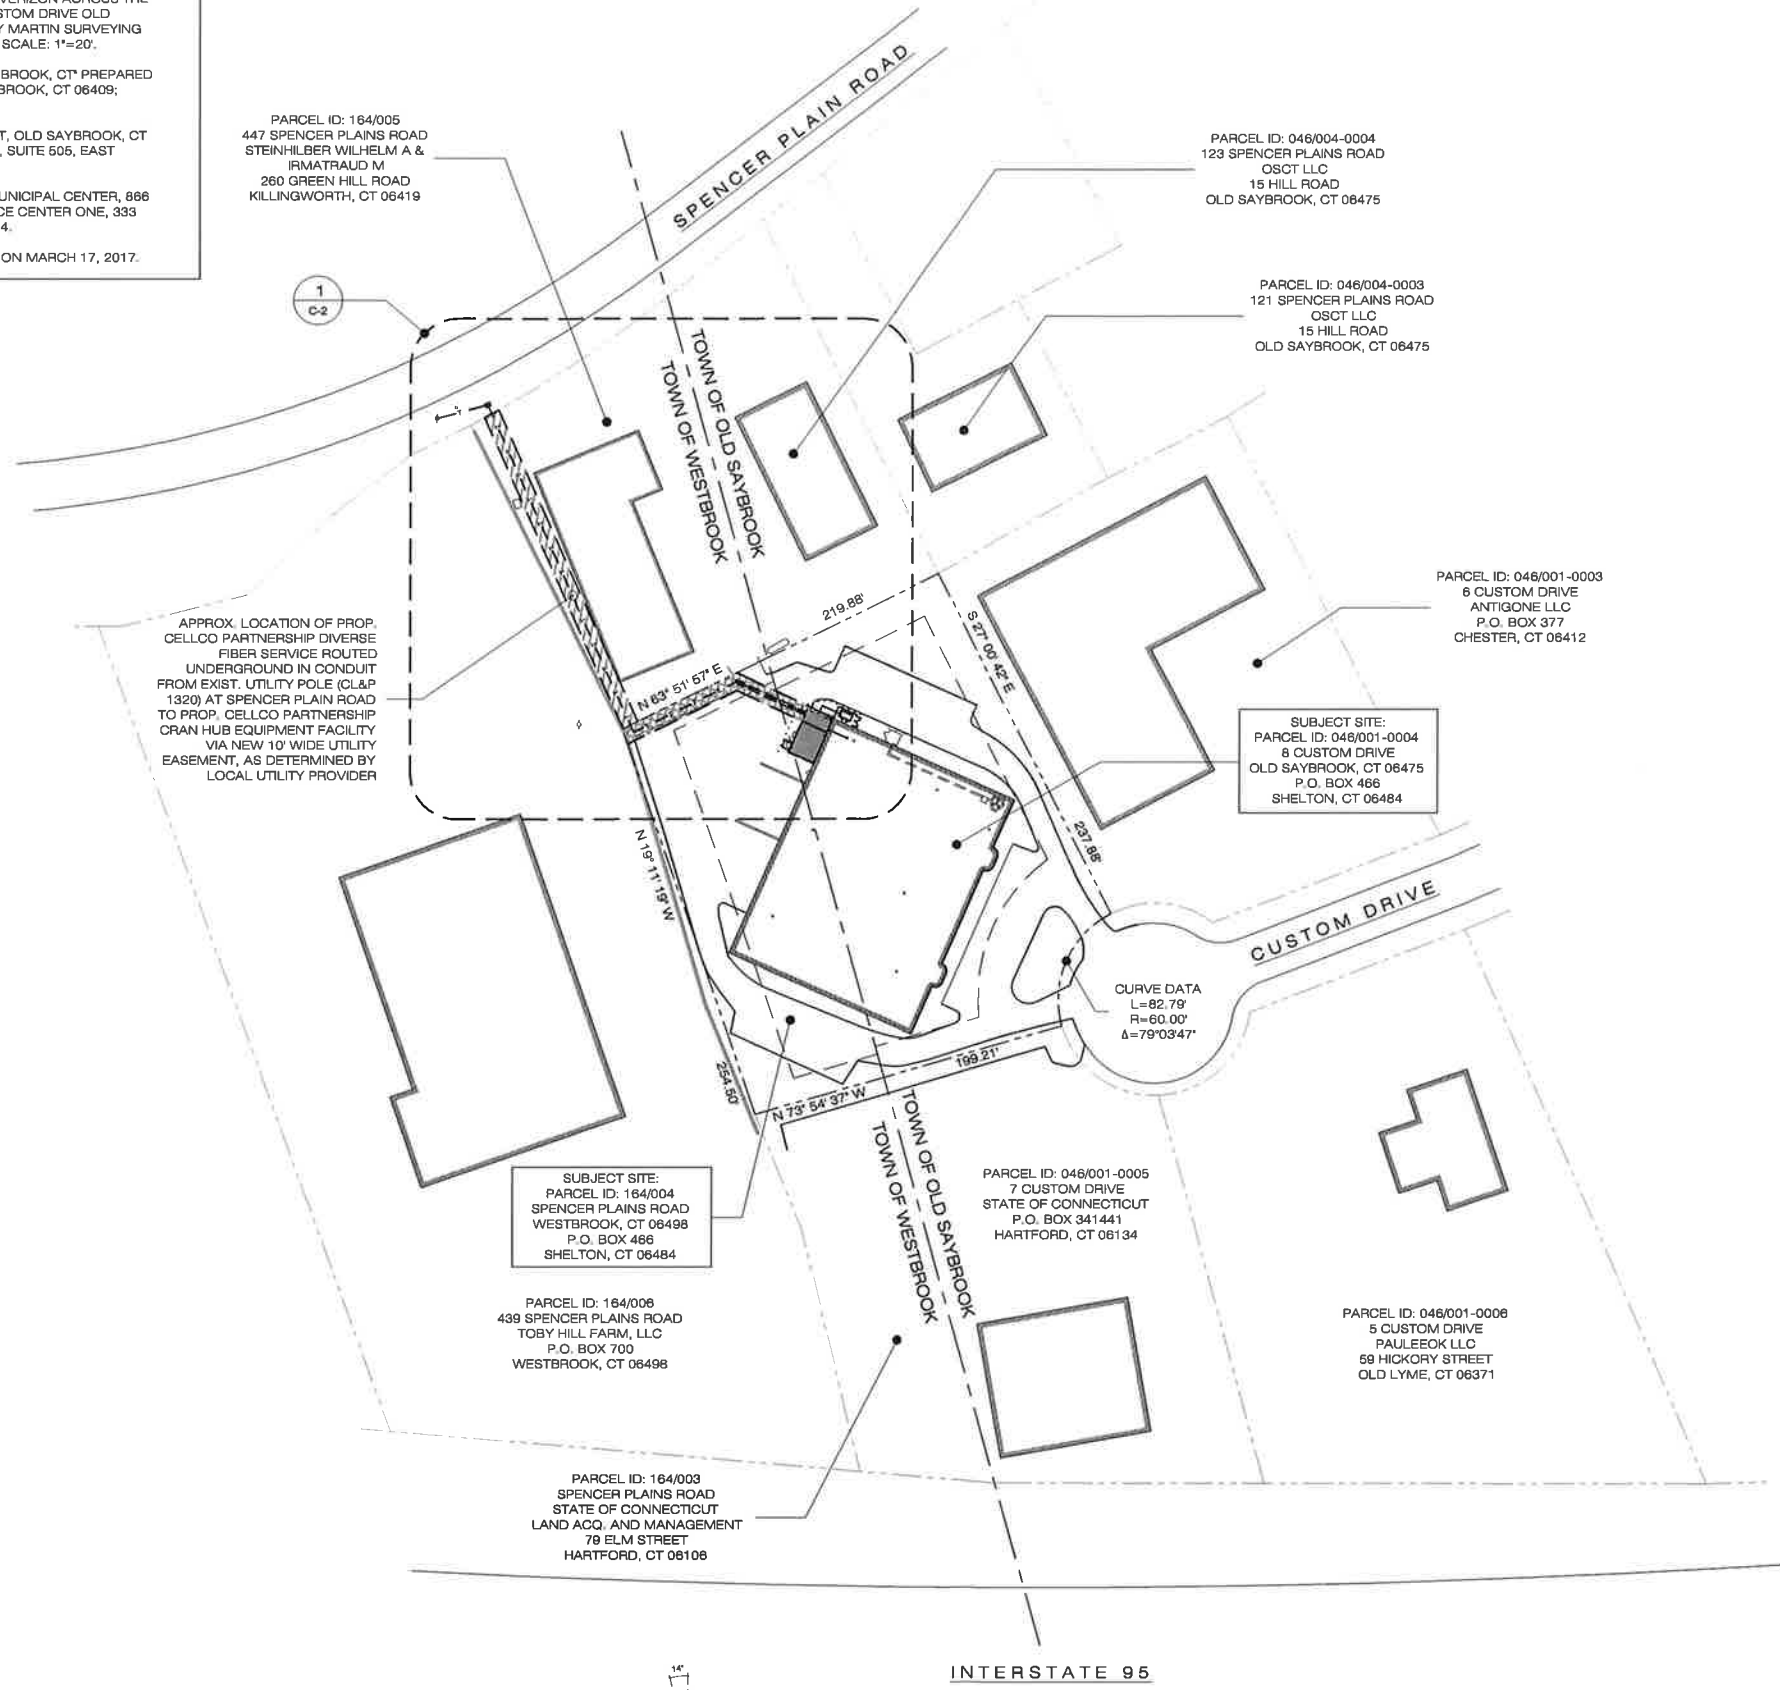 VERIZON ACROSS THE
STOM DRIVE OLD
Y MARTIN SURVEYING
SCALE: 1"=20'.
BROOK, CT" PREPARED
BROOK, CT 06409;
T, OLD SAYBROOK, CT
, SUITE 505, EAST
UNICIPAL CENTER, 866
CE CENTER ONE, 333
4.
ON MARCH 17, 2017.
PARCEL ID: 164/005
447 SPENCER PLAINS ROAD
STEINHILBER WILHELM A &
IRMATRAUD M
260 GREEN HILL ROAD
KILLINGWORTH, CT 06419
SPENCER PLAIN ROAD
PARCEL ID: 046/004-0004
123 SPENCER PLAINS ROAD
OSCT LLC
15 HILL ROAD
OLD SAYBROOK, CT 06475
PARCEL ID: 046/004-0003
121 SPENCER PLAINS ROAD
OSCT LLC
15 HILL ROAD
OLD SAYBROOK, CT 06475
1
C-2
TOWN OF OLD SAYBROOK
TOWN OF WESTBROOK
PARCEL ID: 046/001-0003
6 CUSTOM DRIVE
ANTIGONE LLC
P.O. BOX 377
CHESTER, CT 06412
APPROX. LOCATION OF PROP.
CELLCO PARTNERSHIP DIVERSE
FIBER SERVICE ROUTED
UNDERGROUND IN CONDUIT
FROM EXIST. UTILITY POLE (CL&P
1320) AT SPENCER PLAIN ROAD
TO PROP. CELLCO PARTNERSHIP
CRAN HUB EQUIPMENT FACILITY
VIA NEW 10' WIDE UTILITY
EASEMENT, AS DETERMINED BY
LOCAL UTILITY PROVIDER
219.88'
N 63° 51' 57" E
S 27° 00' 42" E
237.88'
SUBJECT SITE:
PARCEL ID: 046/001-0004
8 CUSTOM DRIVE
OLD SAYBROOK, CT 06475
P.O. BOX 466
SHELTON, CT 06484
N 19° 11' 19" W
254.60'
CUSTOM DRIVE
CURVE DATA
L=82.79'
R=60.00'
Δ=79°03'47"
199.21'
N 73° 54' 37" W
TOWN OF OLD SAYBROOK
TOWN OF WESTBROOK
SUBJECT SITE:
PARCEL ID: 164/004
SPENCER PLAINS ROAD
WESTBROOK, CT 06498
P.O. BOX 466
SHELTON, CT 06484
PARCEL ID: 046/001-0005
7 CUSTOM DRIVE
STATE OF CONNECTICUT
P.O. BOX 341441
HARTFORD, CT 06134
PARCEL ID: 164/006
439 SPENCER PLAINS ROAD
TOBY HILL FARM, LLC
P.O. BOX 700
WESTBROOK, CT 06498
PARCEL ID: 046/001-0006
5 CUSTOM DRIVE
PAULEEOK LLC
59 HICKORY STREET
OLD LYME, CT 06371
PARCEL ID: 164/003
SPENCER PLAINS ROAD
STATE OF CONNECTICUT
LAND ACQ. AND MANAGEMENT
79 ELM STREET
HARTFORD, CT 06106
14'
INTERSTATE 95